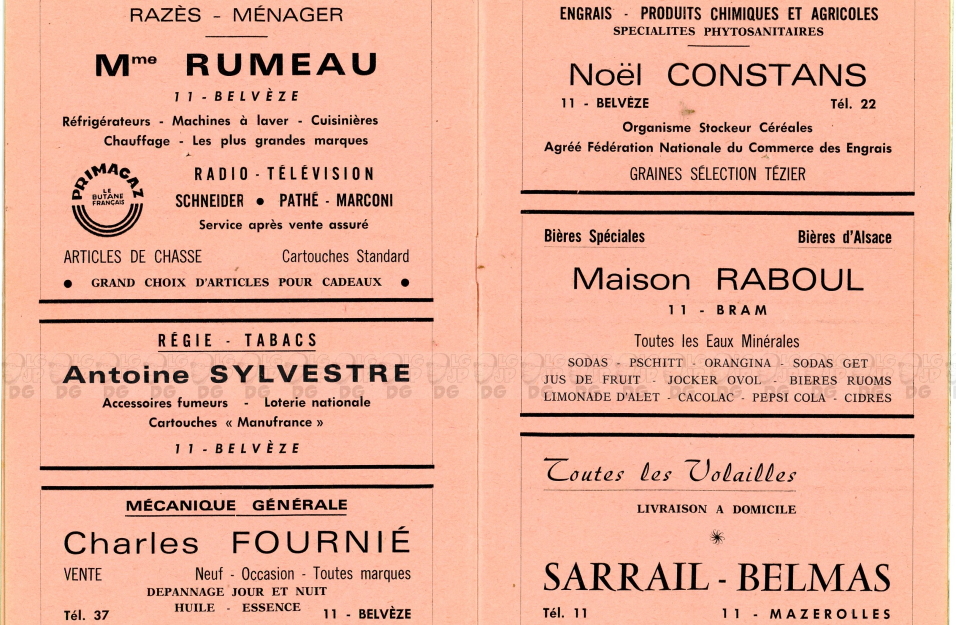 RAZÈS - MÉNAGER
Mme RUMEAU
11 - BELVÈZE
Réfrigérateurs - Machines à laver - Cuisinières
Chauffage - Les plus grandes marques
PRIMAGAZ
LE
BUTANE
FRANÇAIS
RADIO - TÉLÉVISION
SCHNEIDER ● PATHÉ - MARCONI
Service après vente assuré
ARTICLES DE CHASSE Cartouches Standard
● GRAND CHOIX D'ARTICLES POUR CADEAUX ●
RÉGIE - TABACS
Antoine SYLVESTRE
Accessoires fumeurs - Loterie nationale
Cartouches « Manufrance »
11 - BELVÈZE
MÉCANIQUE GÉNÉRALE
Charles FOURNIÉ
VENTE Neuf - Occasion - Toutes marques
DEPANNAGE JOUR ET NUIT
HUILE - ESSENCE
Tél. 37 11 - BELVÈZE
ENGRAIS - PRODUITS CHIMIQUES ET AGRICOLES
SPECIALITES PHYTOSANITAIRES
Noël CONSTANS
11 - BELVÈZE Tél. 22
Organisme Stockeur Céréales
Agréé Fédération Nationale du Commerce des Engrais
GRAINES SÉLECTION TÉZIER
Bières Spéciales Bières d'Alsace
Maison RABOUL
11 - BRAM
Toutes les Eaux Minérales
SODAS - PSCHITT - ORANGINA - SODAS GET
JUS DE FRUIT - JOCKER OVOL - BIERES RUOMS
LIMONADE D'ALET - CACOLAC - PEPSI COLA - CIDRES
Toutes les Volailles
LIVRAISON A DOMICILE
SARRAIL - BELMAS
Tél. 11 11 - MAZEROLLES